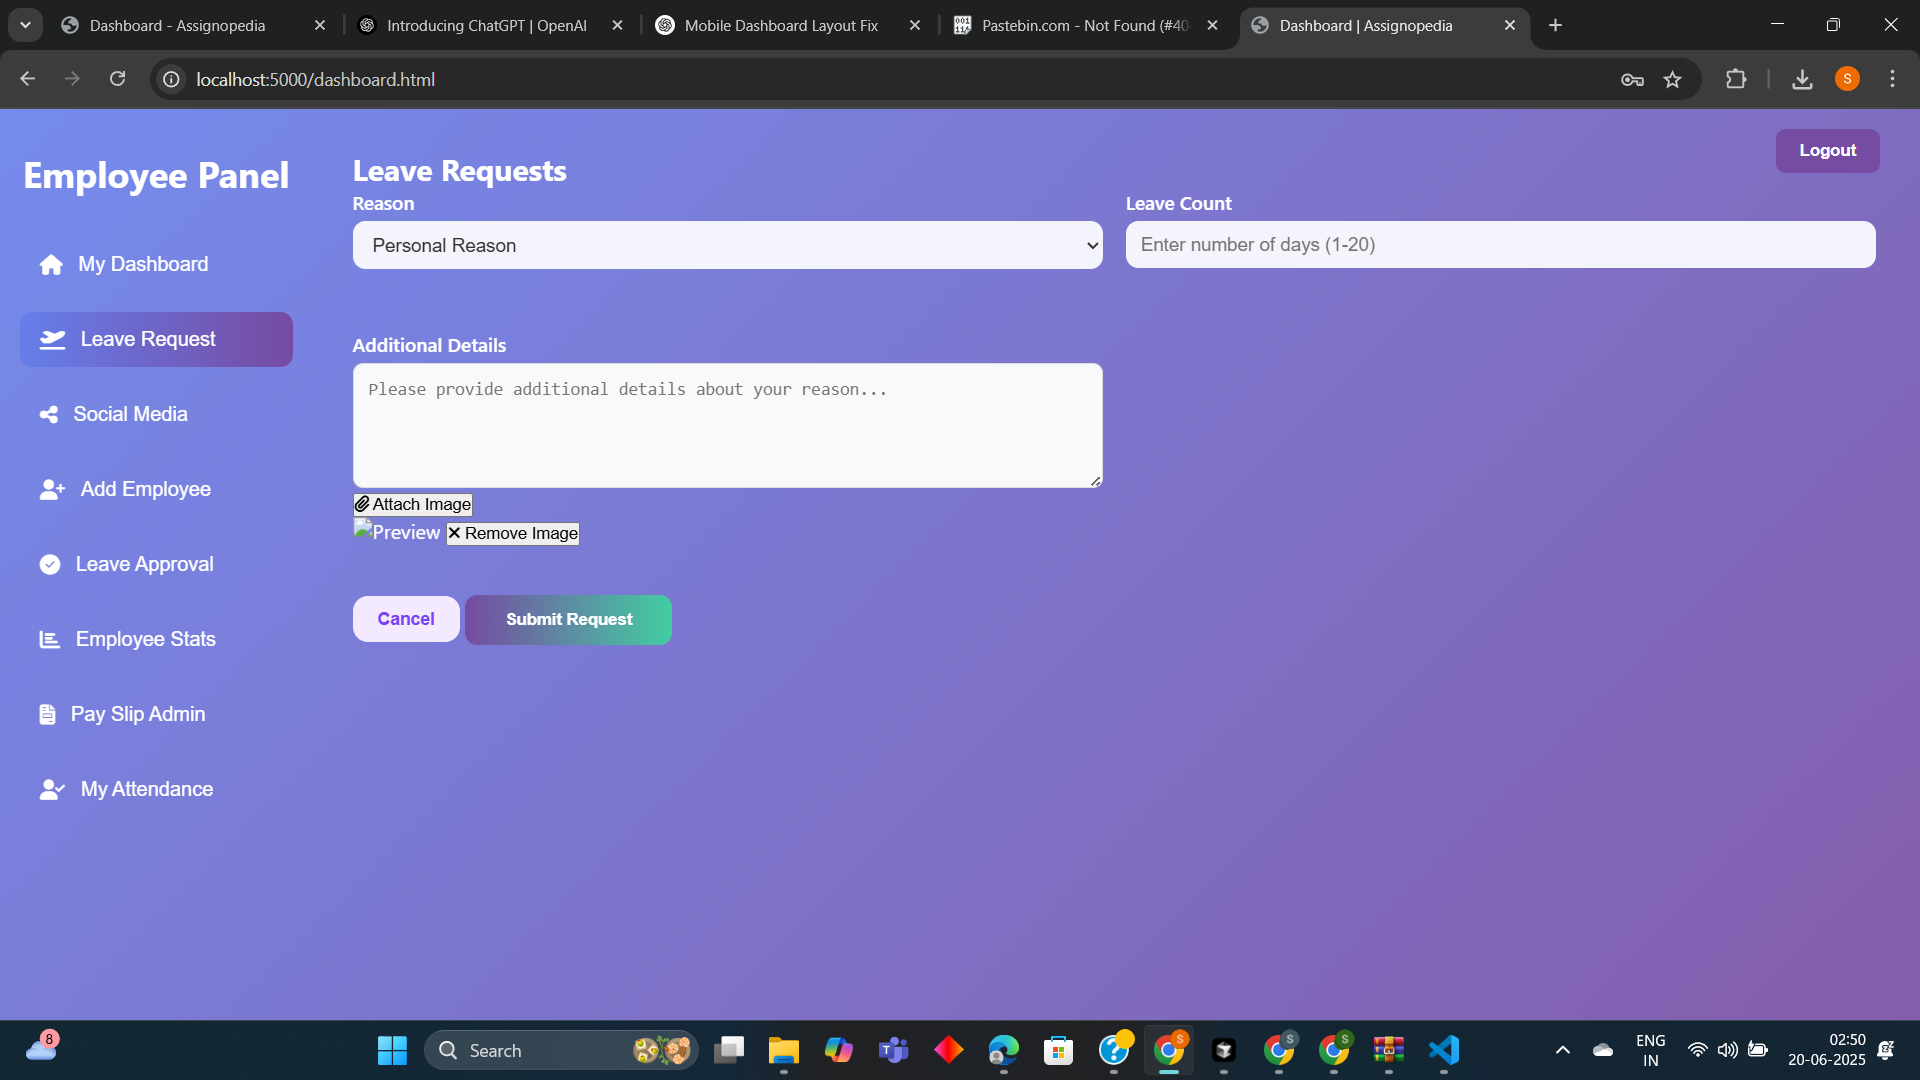 Dashboard - Assignopedia
Introducing ChatGPT | OpenAI
Mobile Dashboard Layout Fix
Pastebin.com - Not Found (#40
Dashboard | Assignopedia
localhost:5000/dashboard.html
S
Logout
Employee Panel
My Dashboard
Leave Request
Social Media
Add Employee
Leave Approval
Employee Stats
Pay Slip Admin
My Attendance
Leave Requests
Reason
Personal Reason
Leave Count
Enter number of days (1-20)
Additional Details
Please provide additional details about your reason...
Attach Image
Preview
Remove Image
Cancel
Submit Request
8
Search
S
S
S
ENG
IN
02:50
20-06-2025